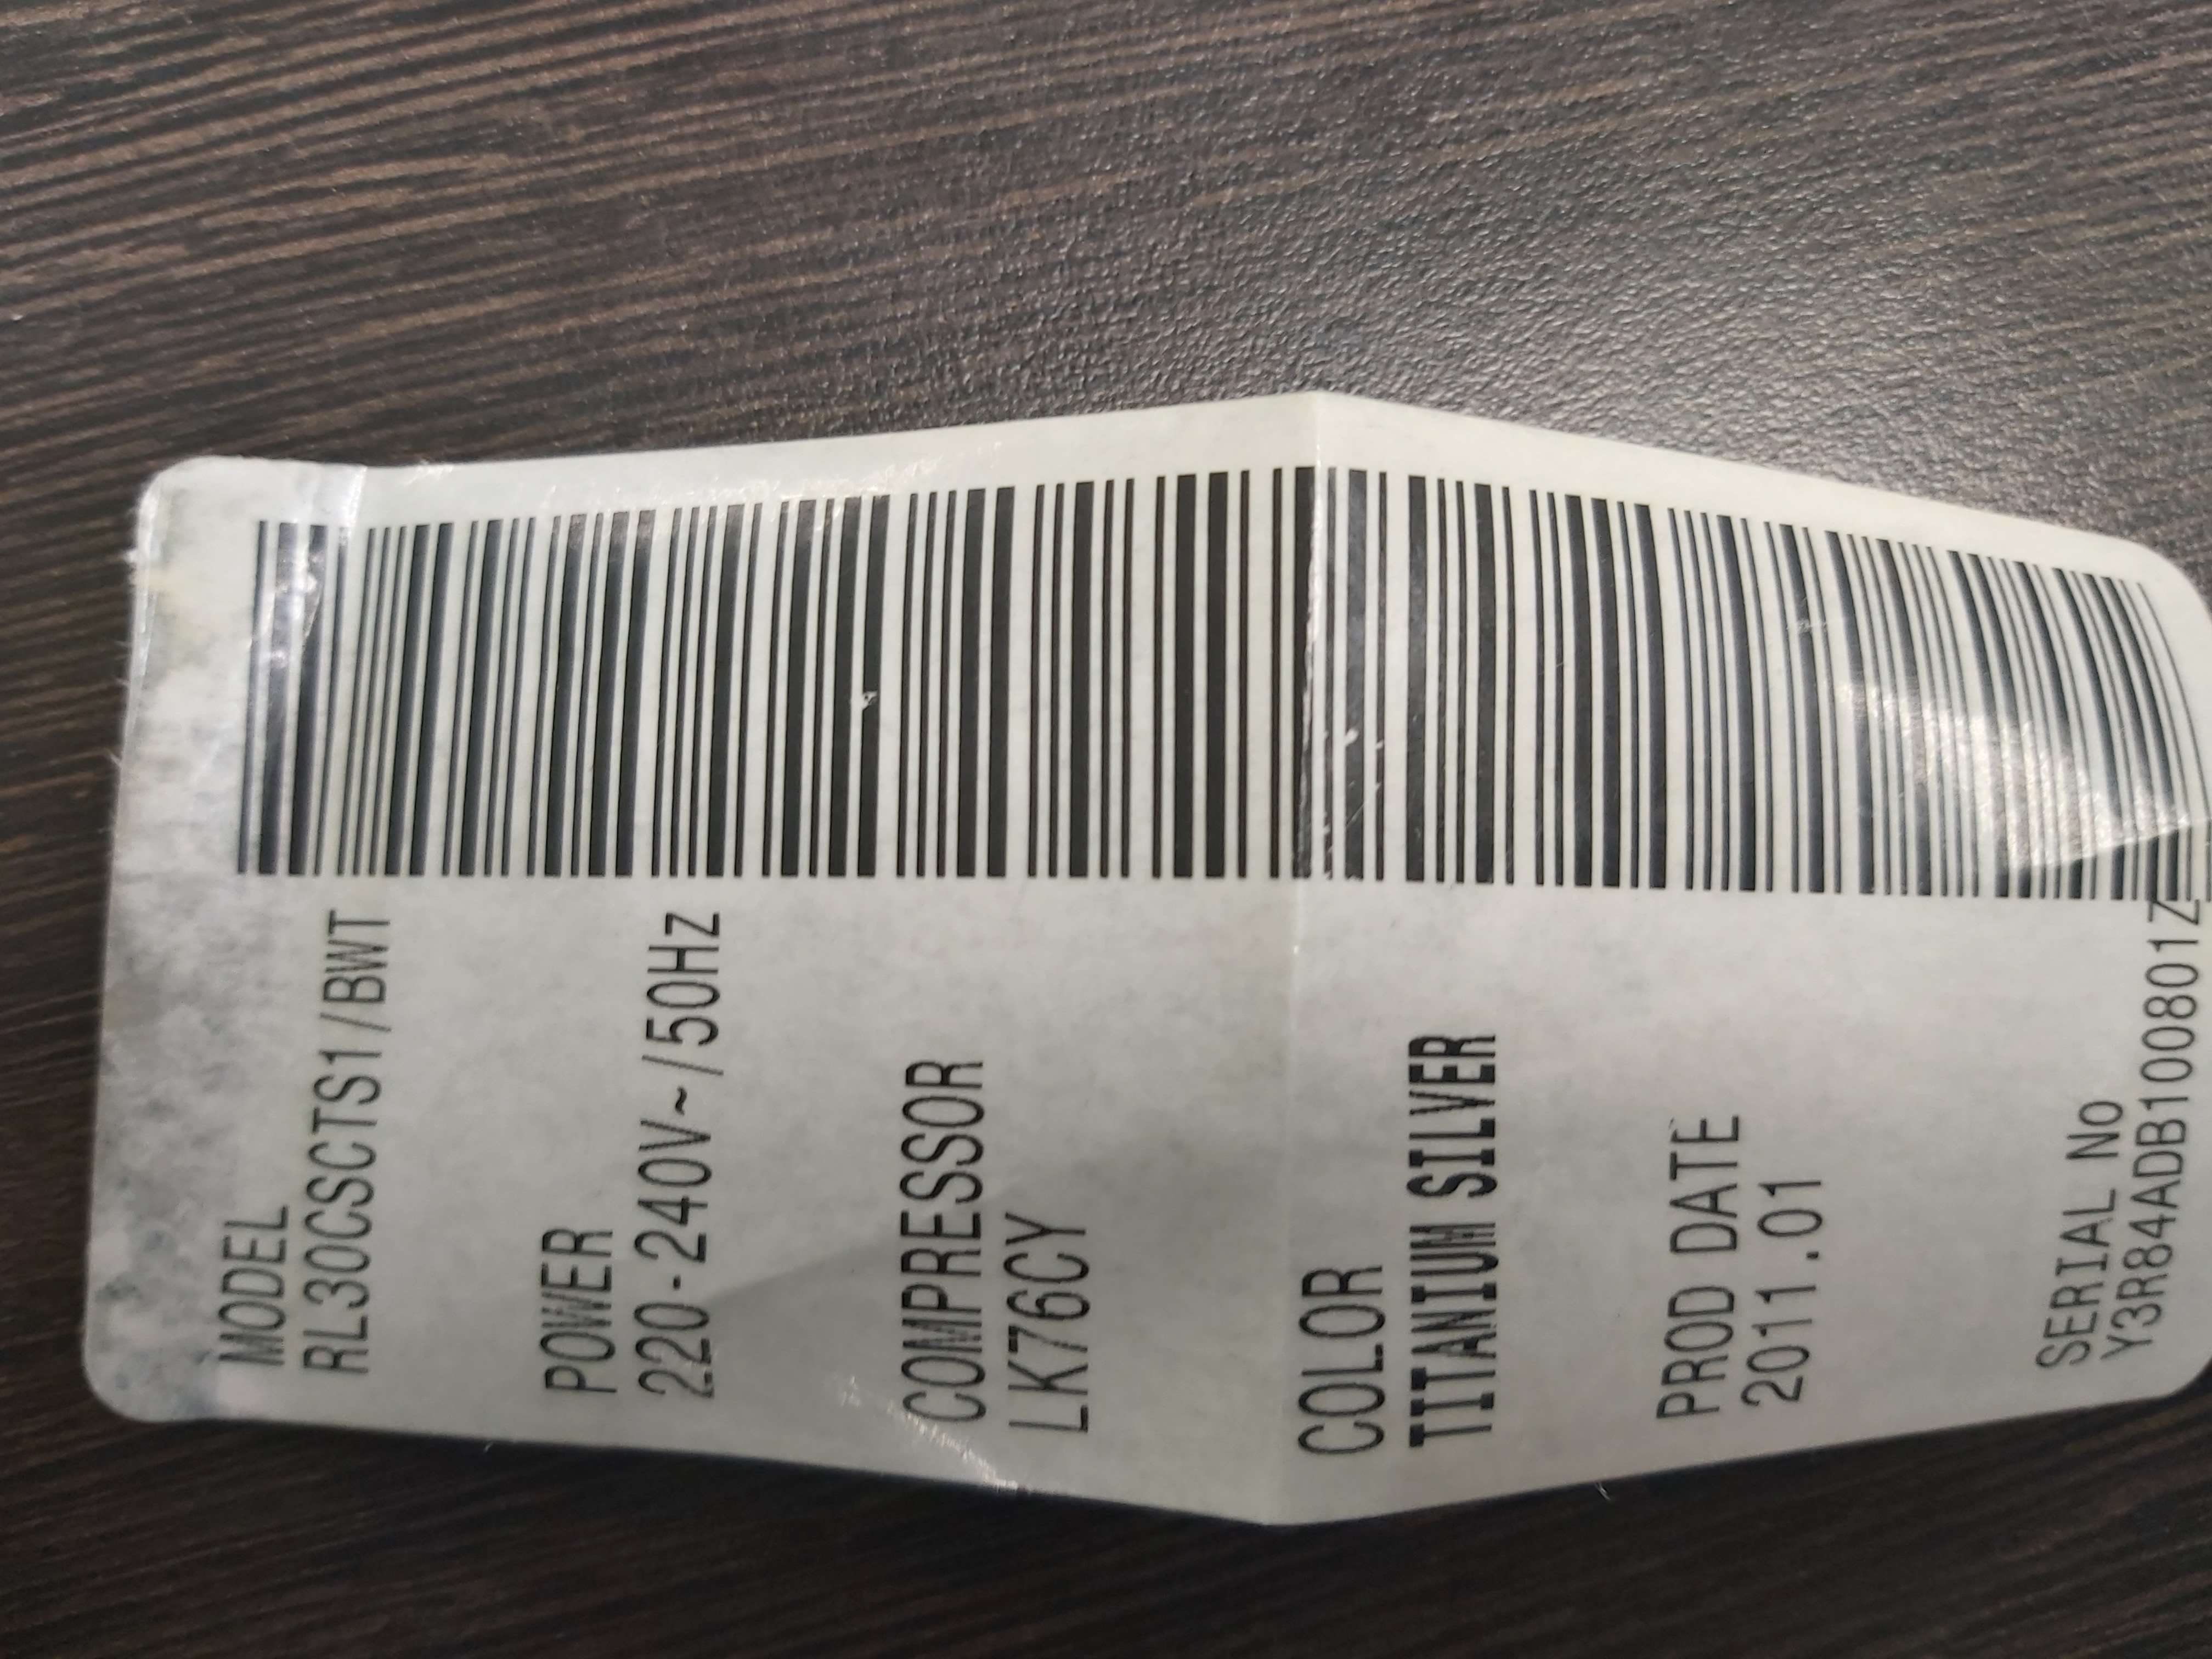 MODEL
RL30CSCTS1/BWT
POWER
220-240V~/50Hz
COMPRESSOR
LK76CY
COLOR
TITANIUM SILVER
PROD DATE
2011.01
SERIAL No
Y3R84ADB100801Z